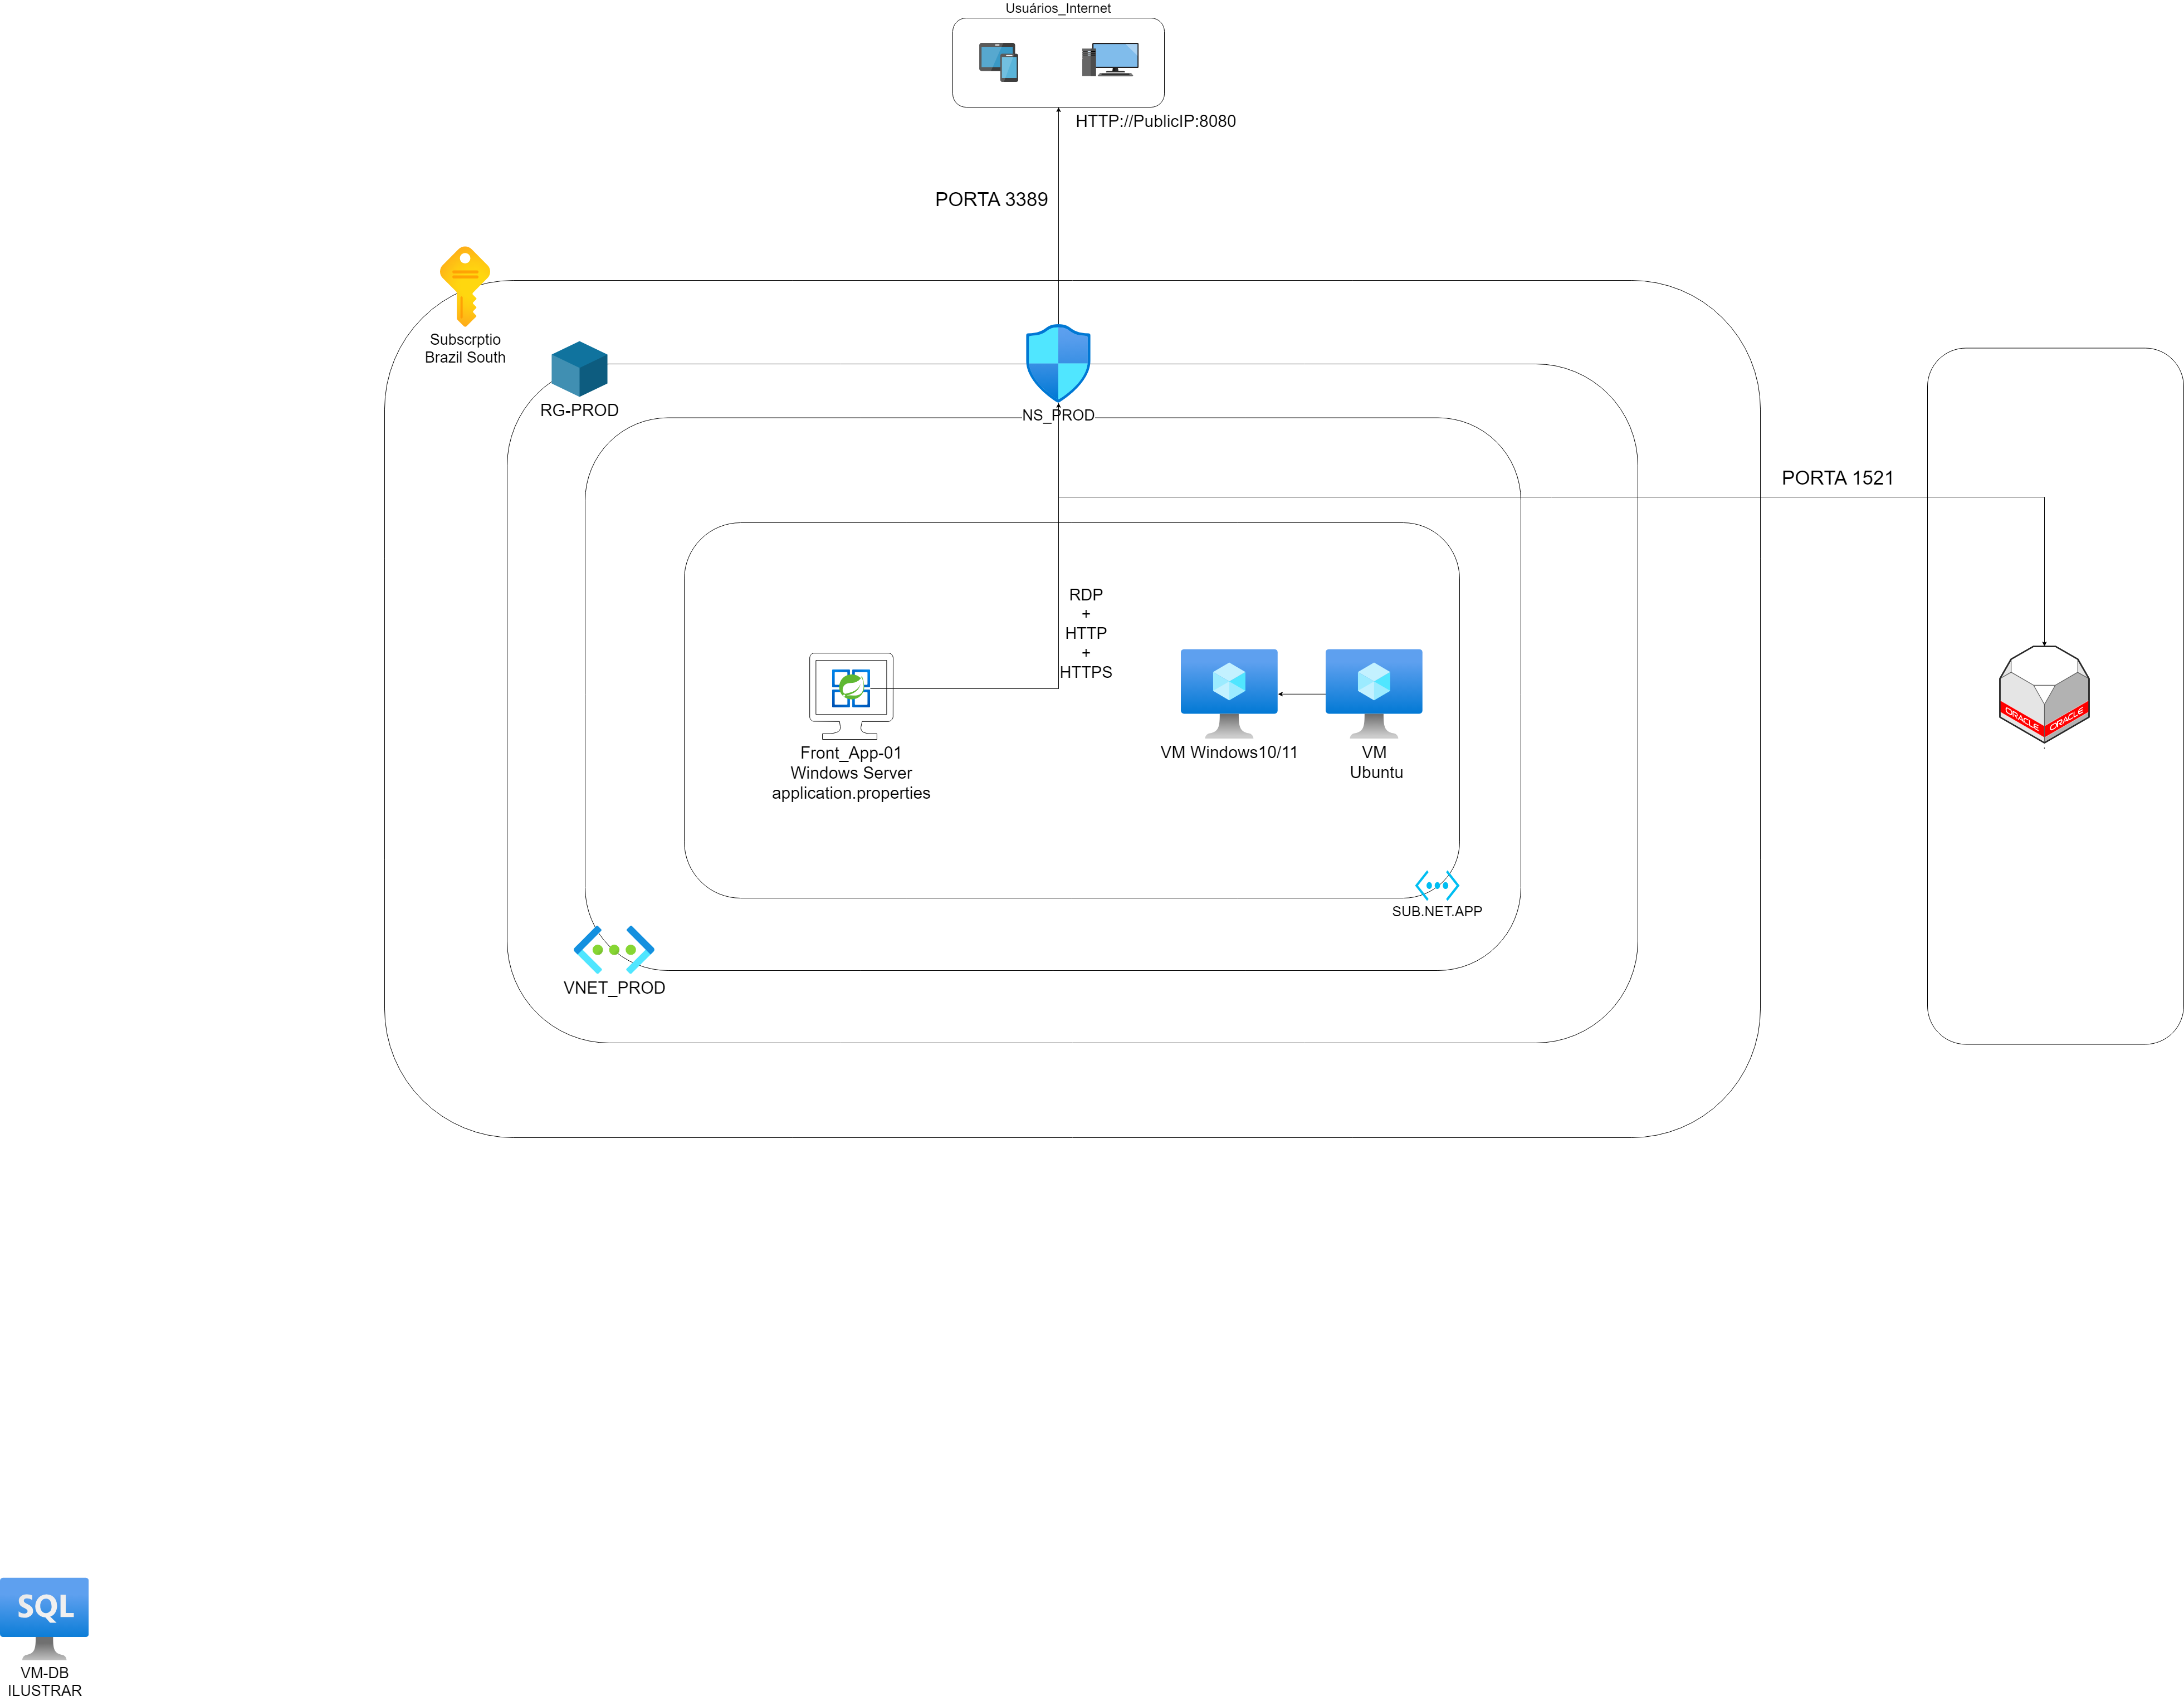 Usuários_Internet
HTTP://PublicIP:8080
PORTA 3389
Subscrptio
Brazil South
RG-PROD
NS_PROD
PORTA 1521
RDP
+
HTTP
+
HTTPS
Front_App-01
Windows Server
application.properties
VM Windows10/11
VM
Ubuntu
ORACLE
ORACLE
SUB.NET.APP
VNET_PROD
SQL
VM-DB
ILUSTRAR